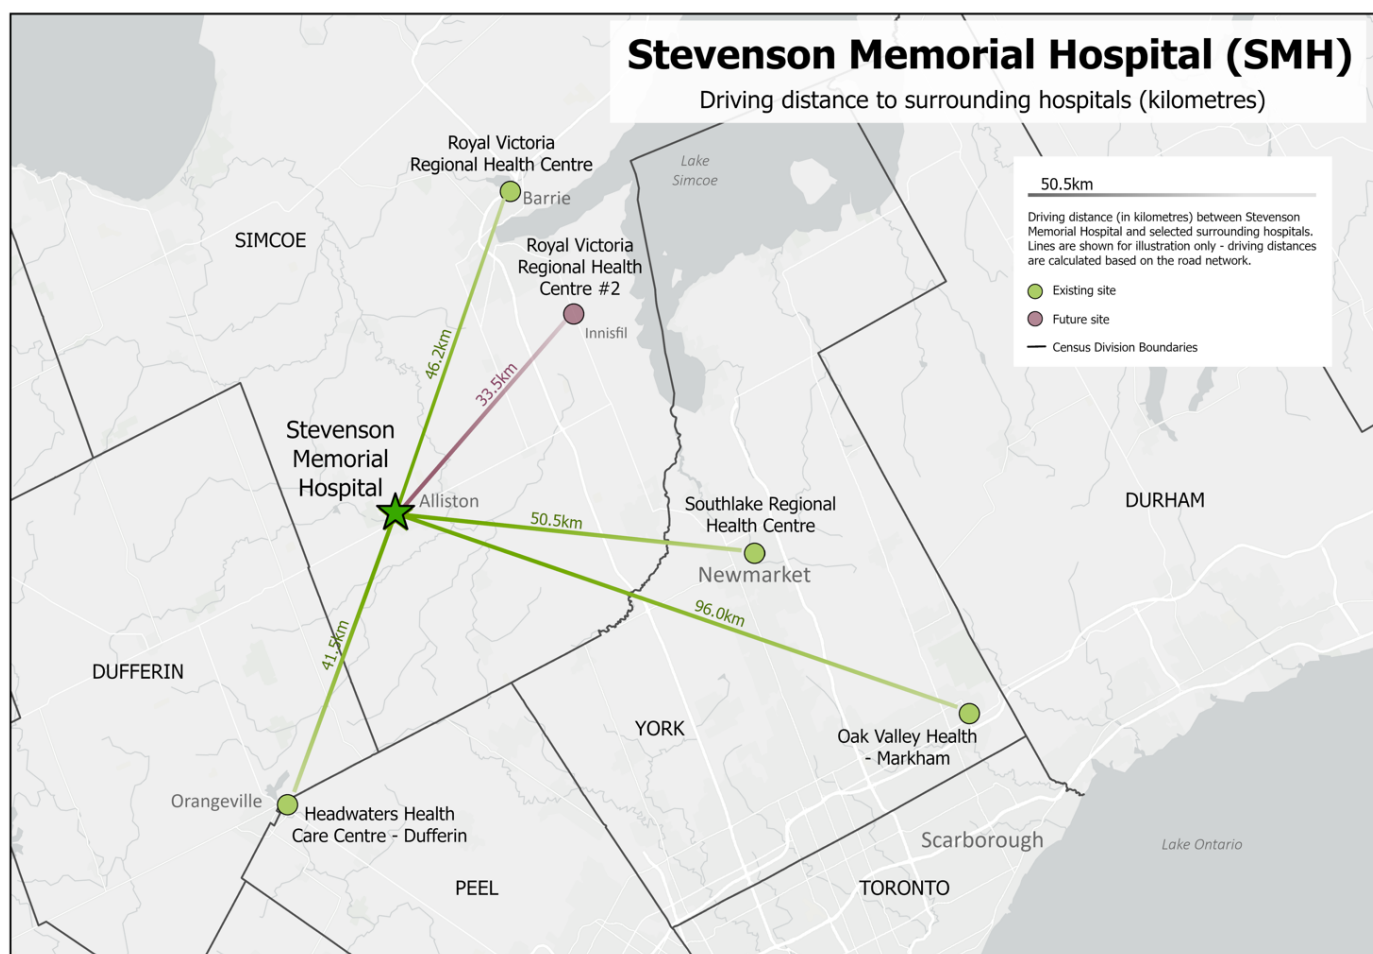 Stevenson Memorial Hospital (SMH)
Driving distance to surrounding hospitals (kilometres)
Royal Victoria
Regional Health Centre
Barrie
Lake
Simcoe
50.5km
Driving distance (in kilometres) between Stevenson
Memorial Hospital and selected surrounding hospitals.
Lines are shown for illustration only - driving distances
are calculated based on the road network.
Existing site
Future site
Census Division Boundaries
SIMCOE
Royal Victoria
Regional Health
Centre #2
Innisfil
46.2km
33.5km
Stevenson
Memorial
Hospital
Alliston
50.5km
Southlake Regional
Health Centre
Newmarket
DURHAM
96.0km
41.5km
DUFFERIN
YORK
Oak Valley Health
- Markham
Orangeville
Headwaters Health
Care Centre - Dufferin
Scarborough
Lake Ontario
PEEL
TORONTO